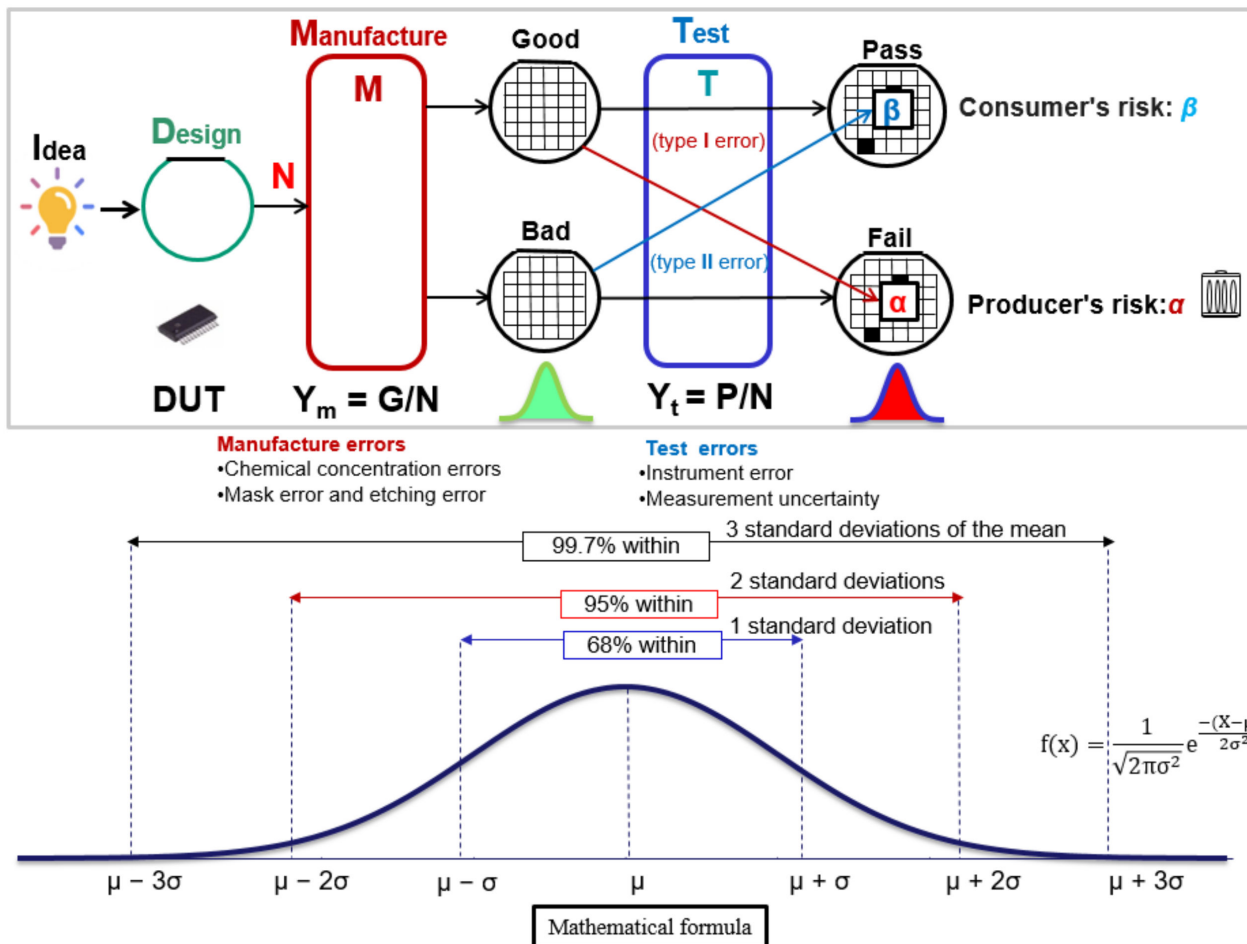 Idea
Design
N
DUT
Manufacture
M
Y_m = G/N
Good
Bad
Test
T
(type I error)
(type II error)
Y_t = P/N
Pass
β
Consumer's risk: β
Fail
α
Producer's risk:α
Manufacture errors
•Chemical concentration errors
•Mask error and etching error
Test errors
•Instrument error
•Measurement uncertainty
3 standard deviations of the mean
99.7% within
2 standard deviations
95% within
1 standard deviation
68% within
f(x) = 1/√2πσ² e −(X−μ/2σ²
μ − 3σ
μ − 2σ
μ − σ
μ
μ + σ
μ + 2σ
μ + 3σ
Mathematical formula